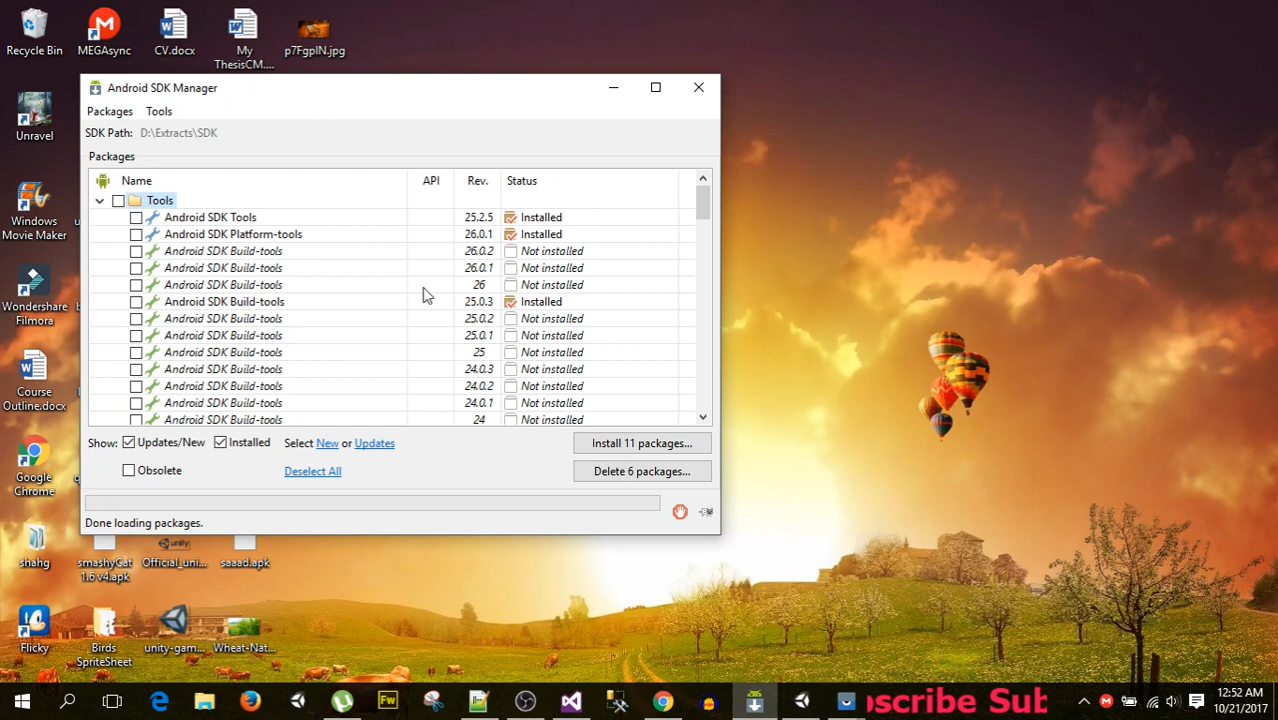 Recycle Bin
MEGAsync
CV.docx
My ThesisCM....
p7FgpIN.jpg
Unravel
Windows Movie Maker
Wondershare Filmora
Course Outline.docx
Google Chrome
shahg
smashyCat 1.6 v4.apk
Official_uni...
saaad.apk
Flicky
Birds SpriteSheet
unity-gam...
Wheat-Nat...
Android SDK Manager
Packages Tools
SDK Path: D:\Extracts\SDK
Packages
Name API Rev. Status
Tools
Android SDK Tools 25.2.5 Installed
Android SDK Platform-tools 26.0.1 Installed
Android SDK Build-tools 26.0.2 Not installed
Android SDK Build-tools 26.0.1 Not installed
Android SDK Build-tools 26 Not installed
Android SDK Build-tools 25.0.3 Installed
Android SDK Build-tools 25.0.2 Not installed
Android SDK Build-tools 25.0.1 Not installed
Android SDK Build-tools 25 Not installed
Android SDK Build-tools 24.0.3 Not installed
Android SDK Build-tools 24.0.2 Not installed
Android SDK Build-tools 24.0.1 Not installed
Android SDK Build-tools 24 Not installed
Show: Updates/New Installed Select New or Updates Install 11 packages...
Obsolete Deselect All Delete 6 packages...
Done loading packages.
Fw
scribe Sub
12:52 AM
10/21/2017